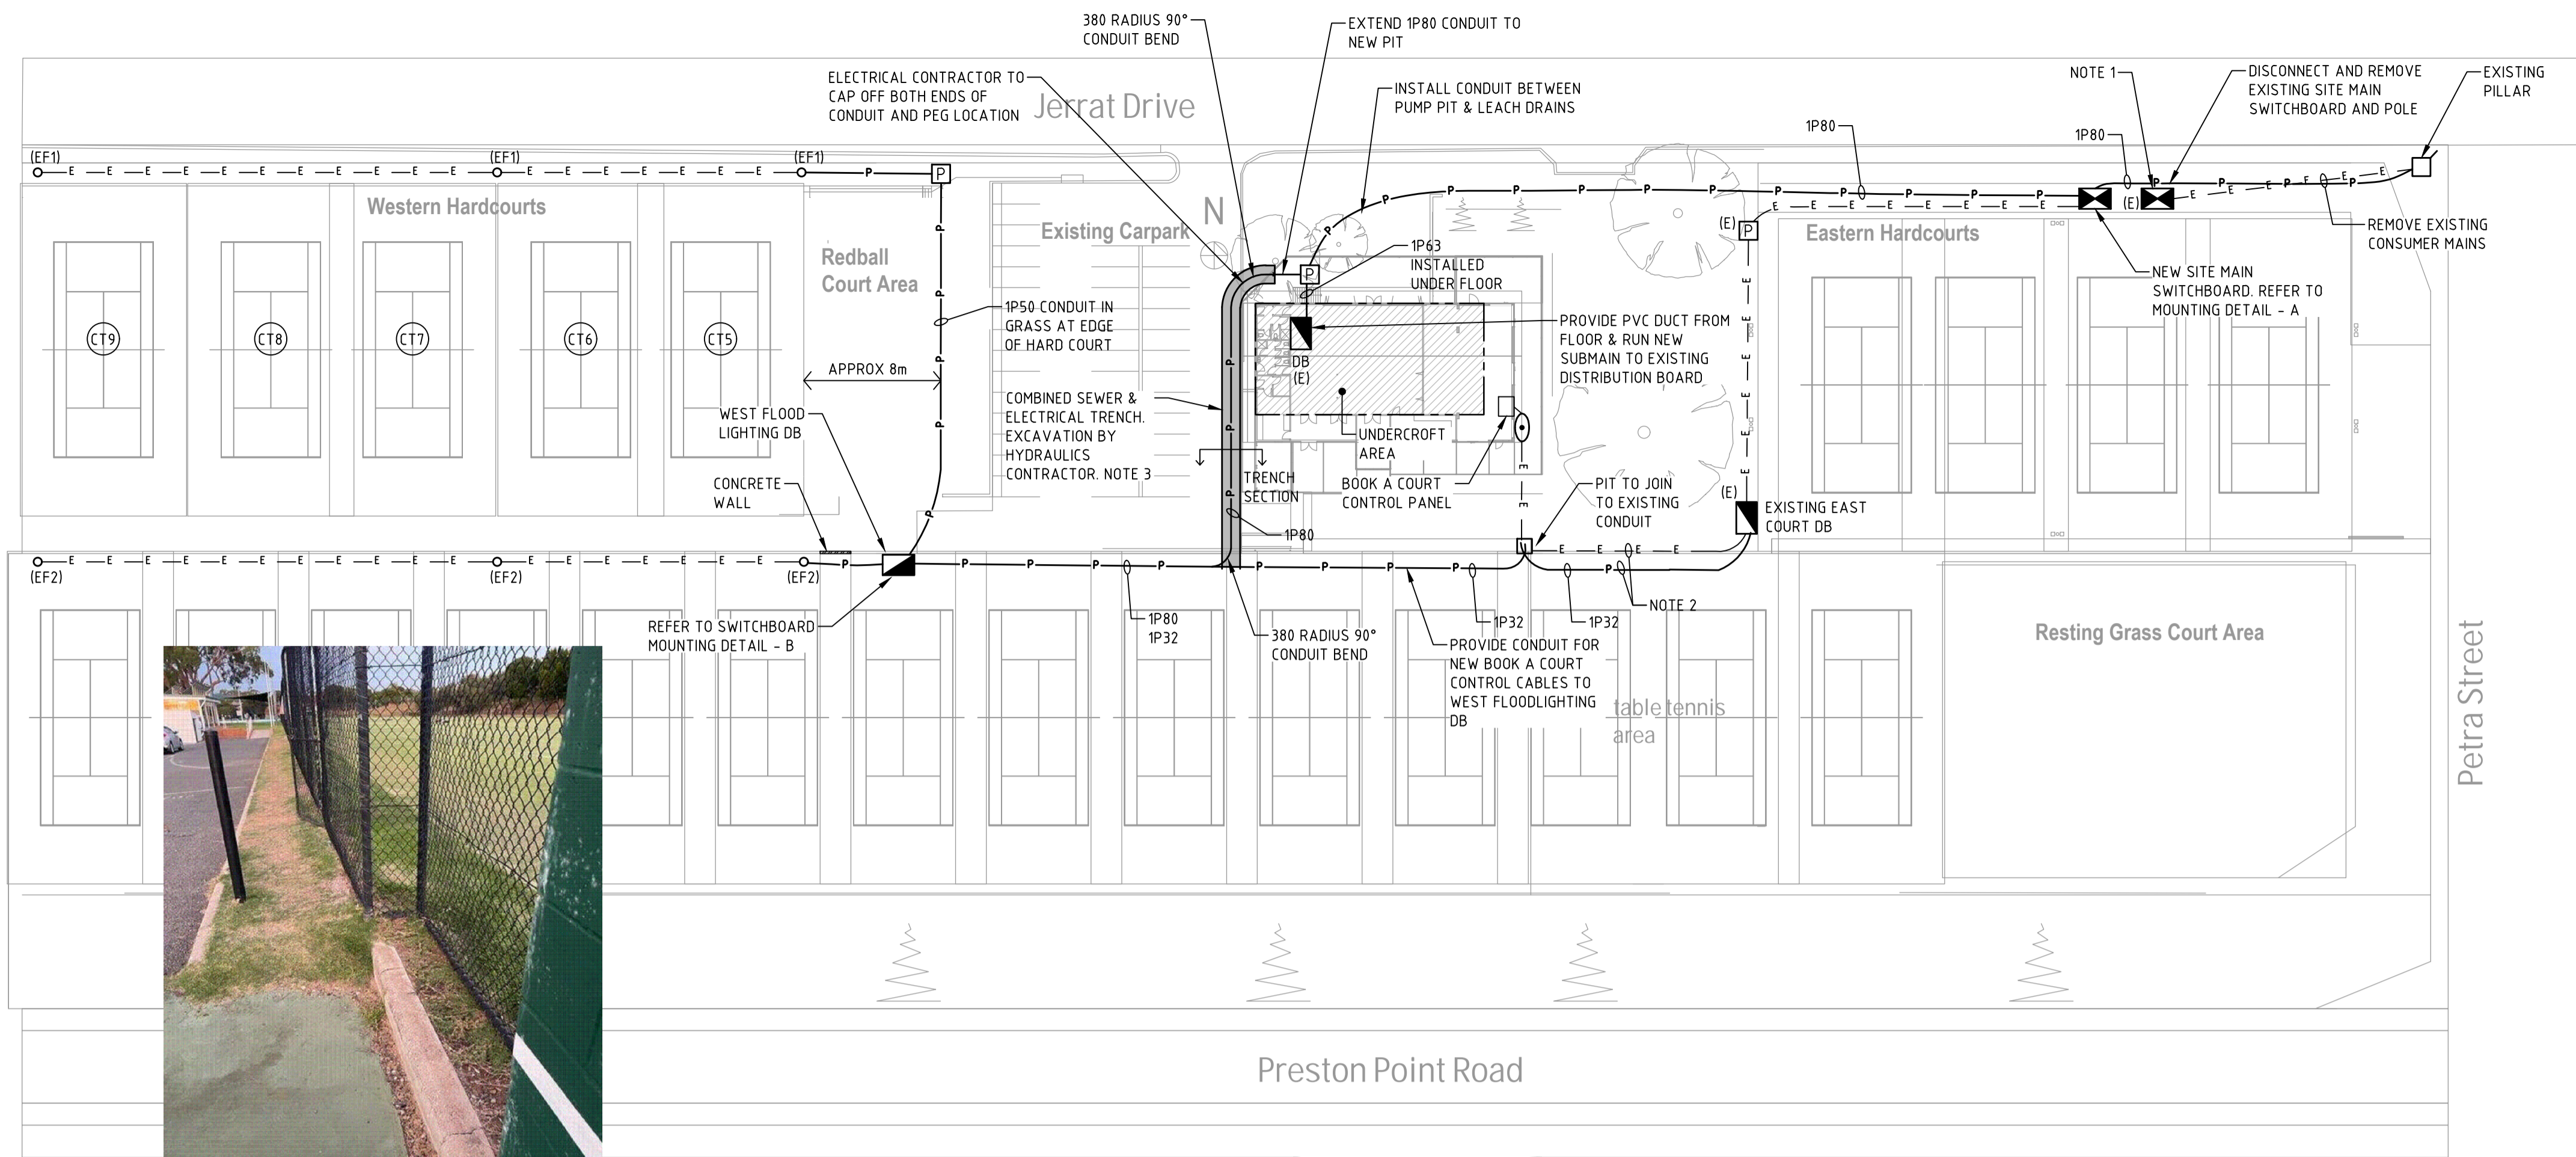 380 RADIUS 90°
CONDUIT BEND
EXTEND 1P80 CONDUIT TO
NEW PIT
ELECTRICAL CONTRACTOR TO
CAP OFF BOTH ENDS OF
CONDUIT AND PEG LOCATION
Jerrat Drive
INSTALL CONDUIT BETWEEN
PUMP PIT & LEACH DRAINS
NOTE 1
DISCONNECT AND REMOVE
EXISTING SITE MAIN
SWITCHBOARD AND POLE
EXISTING
PILLAR
1P80
1P80
(EF1)
(EF1)
(EF1)
E E E E E E E E E E E E E E E E E E E E
P
P
Western Hardcourts
Redball
Court Area
Existing Carpark
N
(E)
P
(E)
Eastern Hardcourts
REMOVE EXISTING
CONSUMER MAINS
NEW SITE MAIN
SWITCHBOARD. REFER TO
MOUNTING DETAIL - A
1P63
INSTALLED
UNDER FLOOR
P
1P50 CONDUIT IN
GRASS AT EDGE
OF HARD COURT
CT9
CT8
CT7
CT6
CT5
APPROX 8m
DB
(E)
PROVIDE PVC DUCT FROM
FLOOR & RUN NEW
SUBMAIN TO EXISTING
DISTRIBUTION BOARD
COMBINED SEWER &
ELECTRICAL TRENCH.
EXCAVATION BY
HYDRAULICS
CONTRACTOR. NOTE 3
WEST FLOOD
LIGHTING DB
CONCRETE
WALL
UNDERCROFT
AREA
TRENCH
SECTION
BOOK A COURT
CONTROL PANEL
PIT TO JOIN
TO EXISTING
CONDUIT
(E)
EXISTING EAST
COURT DB
1P80
(EF2)
(EF2)
(EF2)
NOTE 2
REFER TO SWITCHBOARD
MOUNTING DETAIL - B
1P80
1P32
380 RADIUS 90°
CONDUIT BEND
1P32
1P32
PROVIDE CONDUIT FOR
NEW BOOK A COURT
CONTROL CABLES TO
WEST FLOODLIGHTING
DB
table tennis
area
Resting Grass Court Area
Petra Street
Preston Point Road